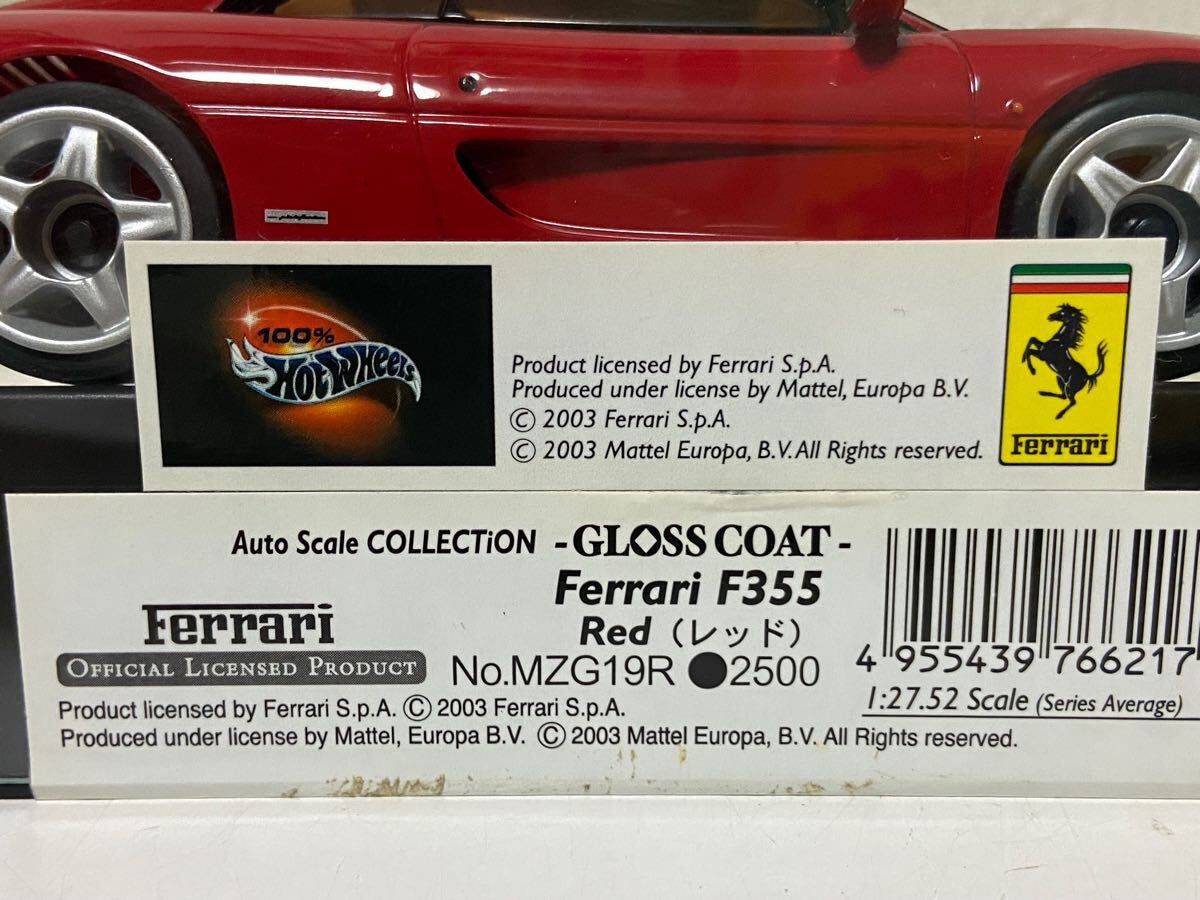 100%
HOT WHEELS
Product licensed by Ferrari S.p.A.
Produced under license by Mattel, Europa B.V.
© 2003 Ferrari S.p.A.
© 2003 Mattel Europa, B.V. All Rights reserved.
Ferrari
Auto Scale COLLECTiON - GLOSS COAT -
Ferrari F355
Red（レッド）
Ferrari
OFFICIAL LICENSED PRODUCT
No.MZG19R ●2500
4 955439 766217
1:27.52 Scale (Series Average)
Product licensed by Ferrari S.p.A. © 2003 Ferrari S.p.A.
Produced under license by Mattel, Europa B.V. © 2003 Mattel Europa, B.V. All Rights reserved.